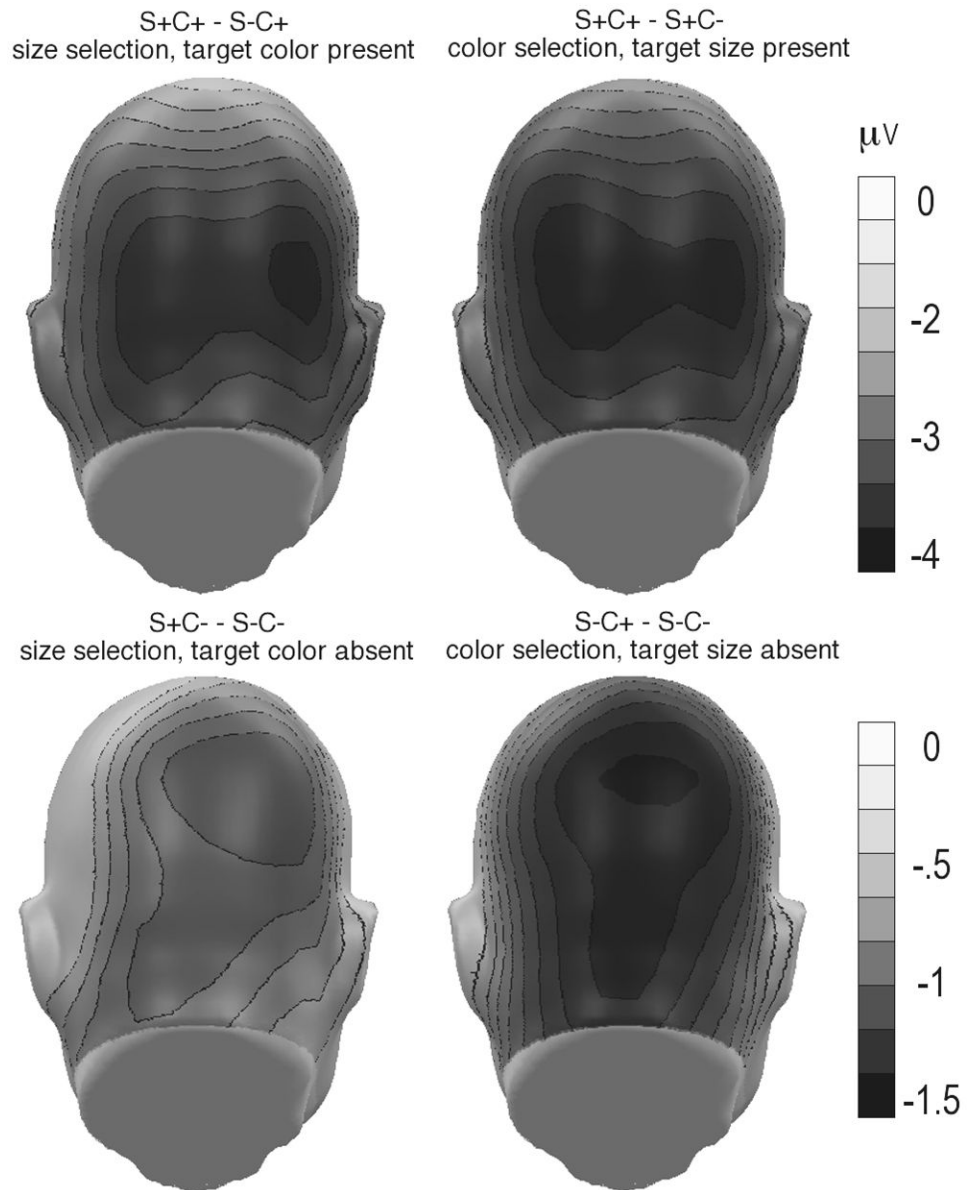 S+C+ - S-C+
size selection, target color present
S+C+ - S+C-
color selection, target size present
μV
0
-2
-3
-4
S+C- - S-C-
size selection, target color absent
S-C+ - S-C-
color selection, target size absent
0
-.5
-1
-1.5